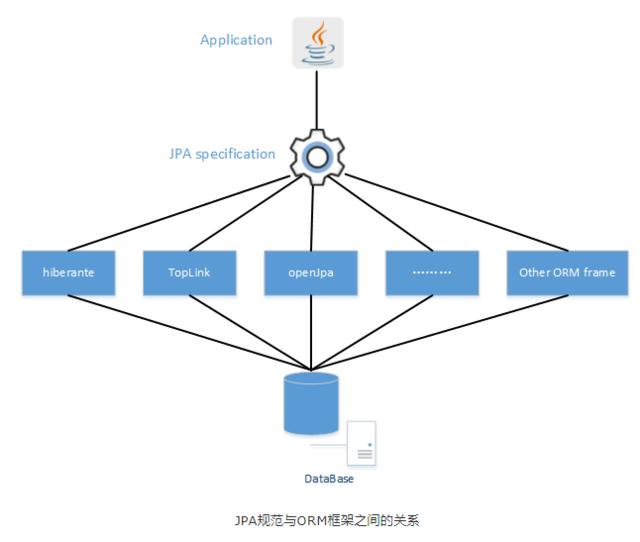 Application
JPA specification
hiberante
TopLink
openJpa
………
Other ORM frame
DataBase
JPA规范与ORM框架之间的关系